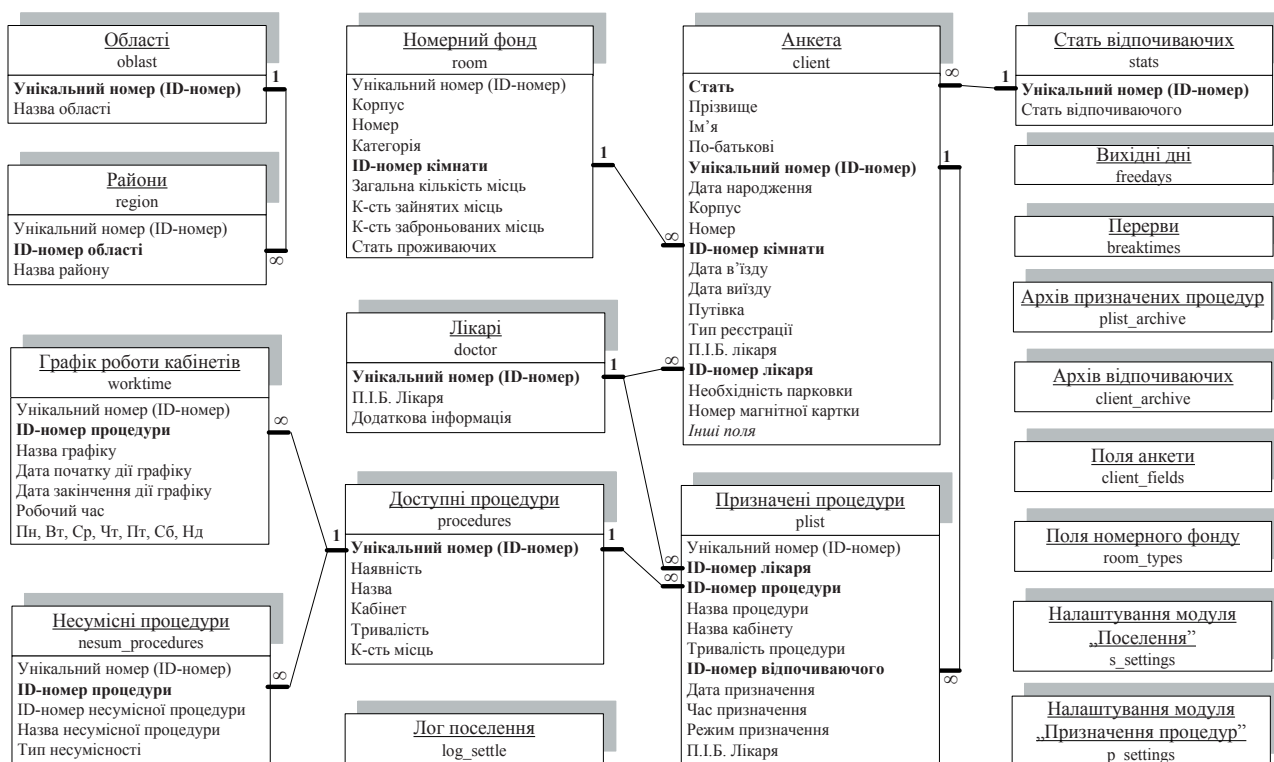 Області
oblast
Унікальний номер (ID-номер)
Назва області
1
∞
Райони
region
Унікальний номер (ID-номер)
ID-номер області
Назва району
Графік роботи кабінетів
worktime
Унікальний номер (ID-номер)
ID-номер процедури
Назва графіку
Дата початку дії графіку
Дата закінчення дії графіку
Робочий час
Пн, Вт, Ср, Чт, Пт, Сб, Нд
∞
Несумісні процедури
nesum_procedures
Унікальний номер (ID-номер)
ID-номер процедури
ID-номер несумісної процедури
Назва несумісної процедури
Тип несумісності
∞
Номерний фонд
room
Унікальний номер (ID-номер)
Корпус
Номер
Категорія
ID-номер кімнати
Загальна кількість місць
К-сть зайнятих місць
К-сть заброньованих місць
Стать проживаючих
1
∞
Лікарі
doctor
Унікальний номер (ID-номер)
П.І.Б. Лікаря
Додаткова інформація
1
∞
Доступні процедури
procedures
Унікальний номер (ID-номер)
Наявність
Назва
Кабінет
Тривалість
К-сть місць
1
1
Лог поселення
log_settle
Анкета
client
Стать
Прізвище
Ім’я
По-батькові
Унікальний номер (ID-номер)
Дата народження
Корпус
Номер
ID-номер кімнати
Дата в’їзду
Дата виїзду
Путівка
Тип реєстрації
П.І.Б. лікаря
ID-номер лікаря
Необхідність парковки
Номер магнітної картки
Інші поля
∞
1
1
Призначені процедури
plist
Унікальний номер (ID-номер)
ID-номер лікаря
ID-номер процедури
Назва процедури
Назва кабінету
Тривалість процедури
ID-номер відпочиваючого
Дата призначення
Час призначення
Режим призначення
П.І.Б. Лікаря
∞
∞
∞
Стать відпочиваючих
stats
Унікальний номер (ID-номер)
Стать відпочиваючого
Вихідні дні
freedays
Перерви
breaktimes
Архів призначених процедур
plist_archive
Архів відпочиваючих
client_archive
Поля анкети
client_fields
Поля номерного фонду
room_types
Налаштування модуля
„Поселення”
s_settings
Налаштування модуля
„Призначення процедур”
p_settings